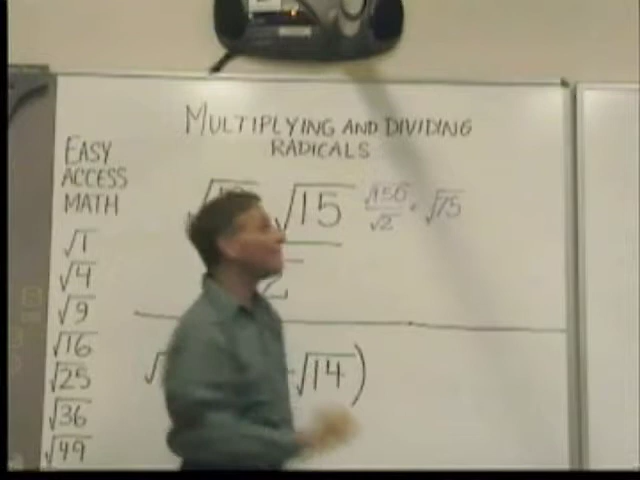 MULTIPLYING AND DIVIDING
RADICALS
EASY
ACCESS
MATH
√1
√4
√9
√16
√25
√36
√49
√15
√150
√2
= √75
2
√14 )